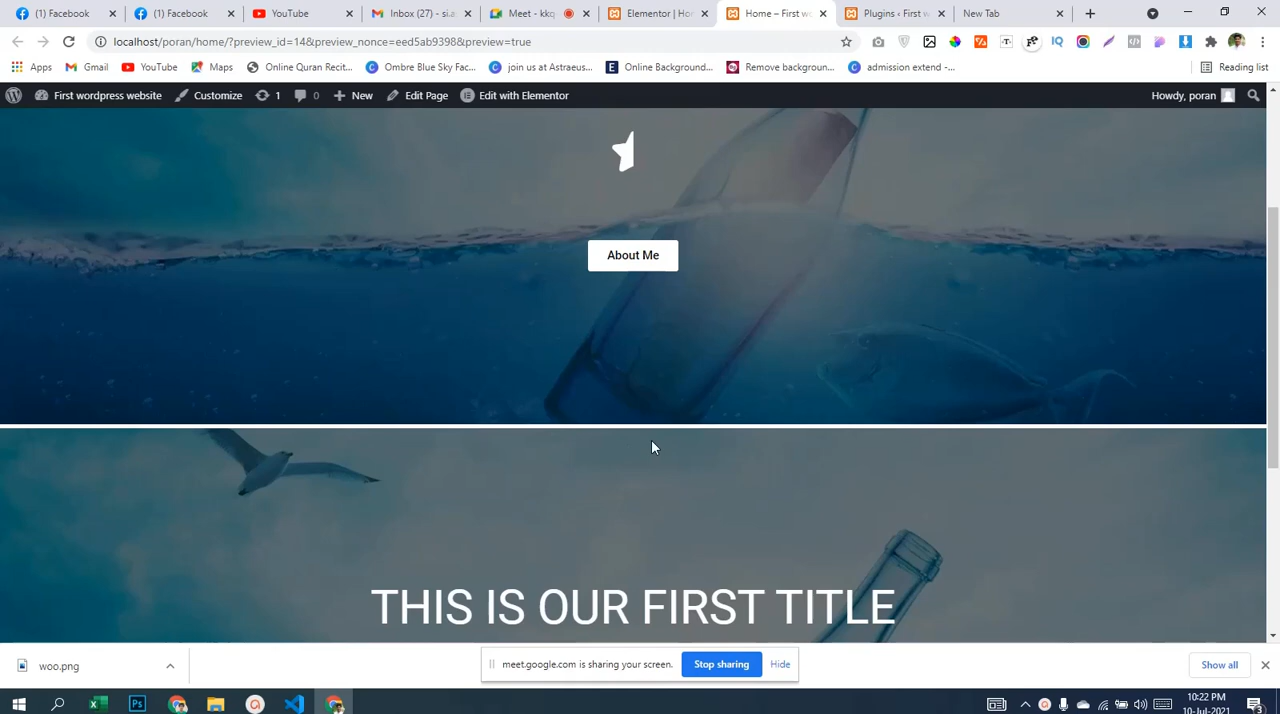 (1) Facebook
(1) Facebook
YouTube
Inbox (27) - si.a
Meet - kkq
Elementor | Ho
Home – First w
Plugins ‹ First w
New Tab
localhost/poran/home/?preview_id=14&preview_nonce=eed5ab9398&preview=true
Apps
Gmail
YouTube
Maps
Online Quran Recit...
Ombre Blue Sky Fac...
join us at Astraeus...
Online Background...
Remove backgroun...
admission extend -...
Reading list
First wordpress website
Customize
1
0
New
Edit Page
Edit with Elementor
Howdy, poran
About Me
THIS IS OUR FIRST TITLE
woo.png
meet.google.com is sharing your screen.
Stop sharing
Hide
Show all
10:22 PM
10-Jul-2021